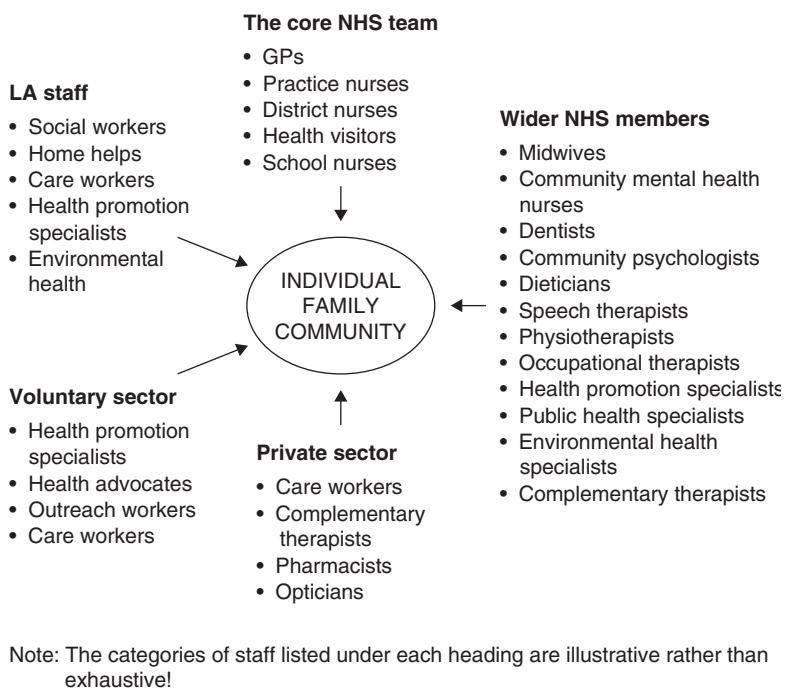 The core NHS team
• GPs
• Practice nurses
• District nurses
• Health visitors
• School nurses
LA staff
• Social workers
• Home helps
• Care workers
• Health promotion
specialists
• Environmental
health
Wider NHS members
• Midwives
• Community mental health
nurses
• Dentists
• Community psychologists
• Dieticians
• Speech therapists
• Physiotherapists
• Occupational therapists
• Health promotion specialists
• Public health specialists
• Environmental health
specialists
• Complementary therapists
INDIVIDUAL
FAMILY
COMMUNITY
Voluntary sector
• Health promotion
specialists
• Health advocates
• Outreach workers
• Care workers
Private sector
• Care workers
• Complementary
therapists
• Pharmacists
• Opticians
Note: The categories of staff listed under each heading are illustrative rather than
exhaustive!